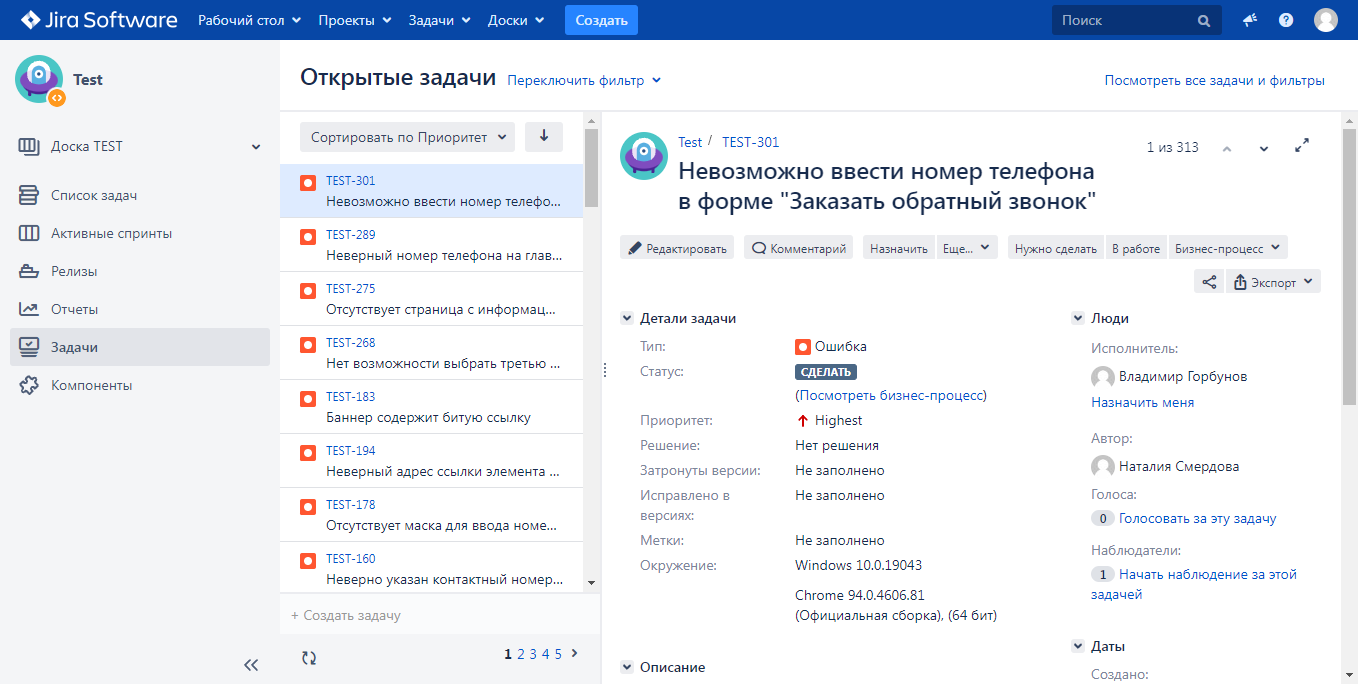 Jira Software Рабочий стол Проекты Задачи Доски Создать Поиск
Test
Доска TEST
Список задач
Активные спринты
Релизы
Отчеты
Задачи
Компоненты
Открытые задачи Переключить фильтр Посмотреть все задачи и фильтры
Сортировать по Приоритет
TEST-301
Невозможно ввести номер телефо...
TEST-289
Неверный номер телефона на глав...
TEST-275
Отсутствует страница с информац...
TEST-268
Нет возможности выбрать третью ...
TEST-183
Баннер содержит битую ссылку
TEST-194
Неверный адрес ссылки элемента ...
TEST-178
Отсутствует маска для ввода номе...
TEST-160
Неверно указан контактный номер...
+ Создать задачу
1 2 3 4 5
Test / TEST-301
1 из 313
Невозможно ввести номер телефона
в форме "Заказать обратный звонок"
Редактировать Комментарий Назначить Еще... Нужно сделать В работе Бизнес-процесс
Экспорт
Детали задачи
Тип: Ошибка
Статус: СДЕЛАТЬ
(Посмотреть бизнес-процесс)
Приоритет: Highest
Решение: Нет решения
Затронуты версии: Не заполнено
Исправлено в Не заполнено
версиях:
Метки: Не заполнено
Окружение: Windows 10.0.19043
Chrome 94.0.4606.81
(Официальная сборка), (64 бит)
Описание
Люди
Исполнитель:
Владимир Горбунов
Назначить меня
Автор:
Наталия Смердова
Голоса:
0 Голосовать за эту задачу
Наблюдатели:
1 Начать наблюдение за этой
задачей
Даты
Создано: